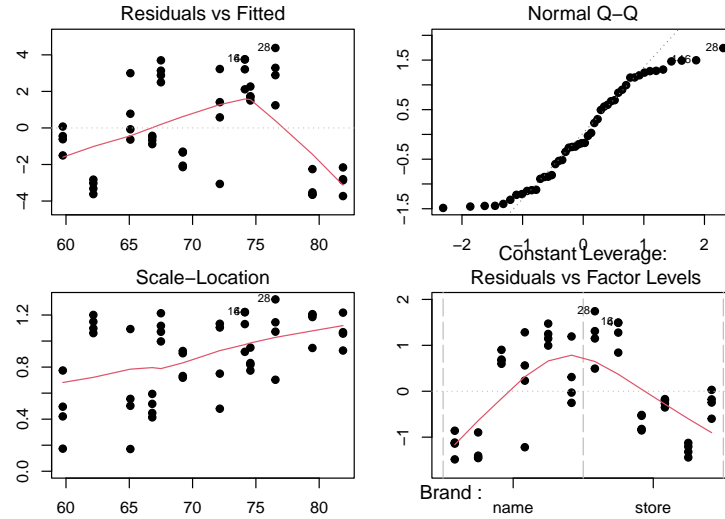 Residuals vs Fitted
28
4
2
0
−2
−4
60 65 70 75 80
Normal Q−Q
28
1.5
0.5
−0.5
−1.5
−2 −1 0 1 2
Scale−Location
28
1.2
0.8
0.4
0.0
60 65 70 75 80
Constant Leverage:
Residuals vs Factor Levels
28
2
1
0
−1
Brand :
name store